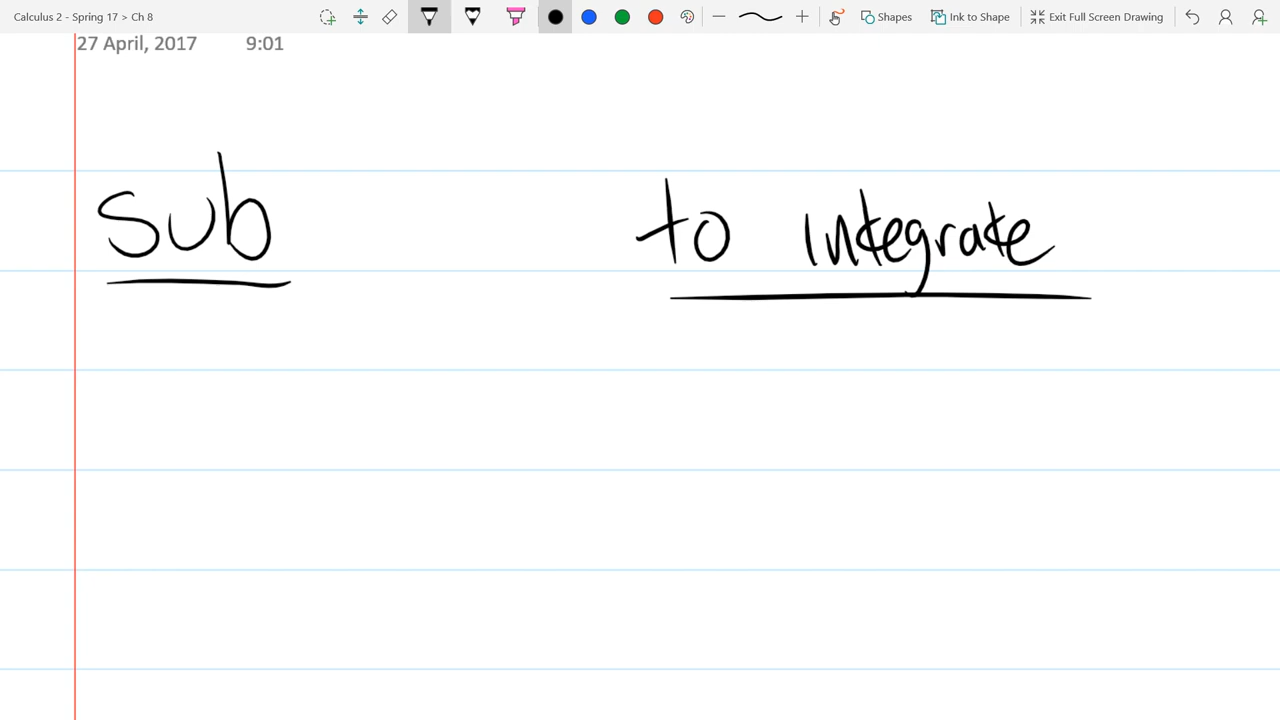 Calculus 2 - Spring 17 > Ch 8 Shapes Ink to Shape Exit Full Screen Drawing
27 April, 2017 9:01
Sub to integrate